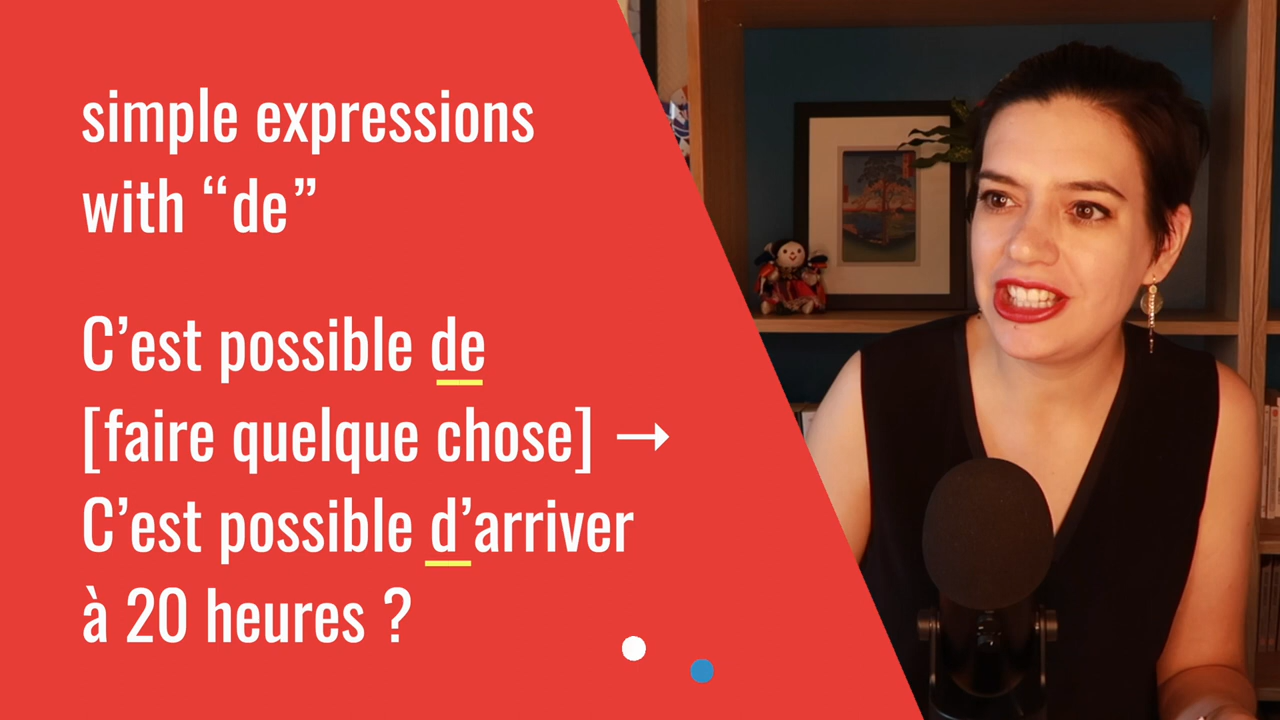 simple expressions
with “de”
C’est possible de
[faire quelque chose] →
C’est possible d’arriver
à 20 heures ?